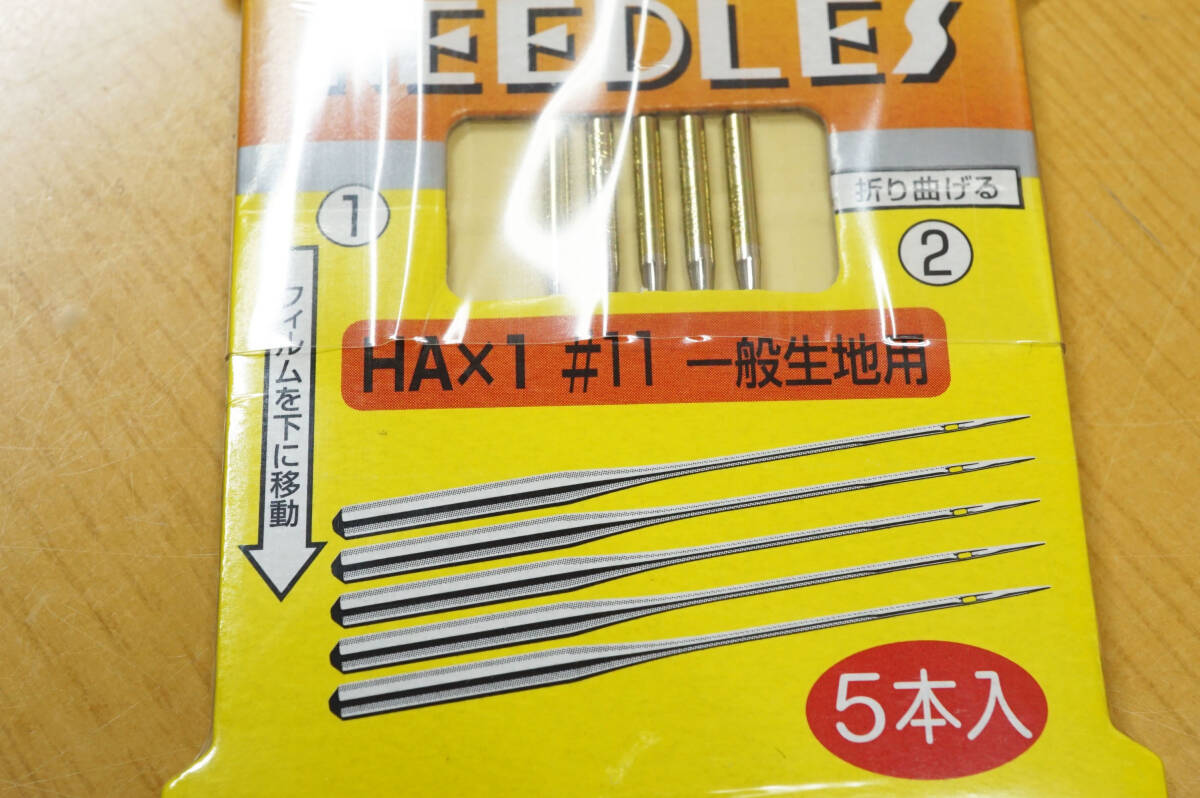 NEEDLES
①
折り曲げる
②
フィルムを下に移動
HA×1 #11 一般生地用
5本入